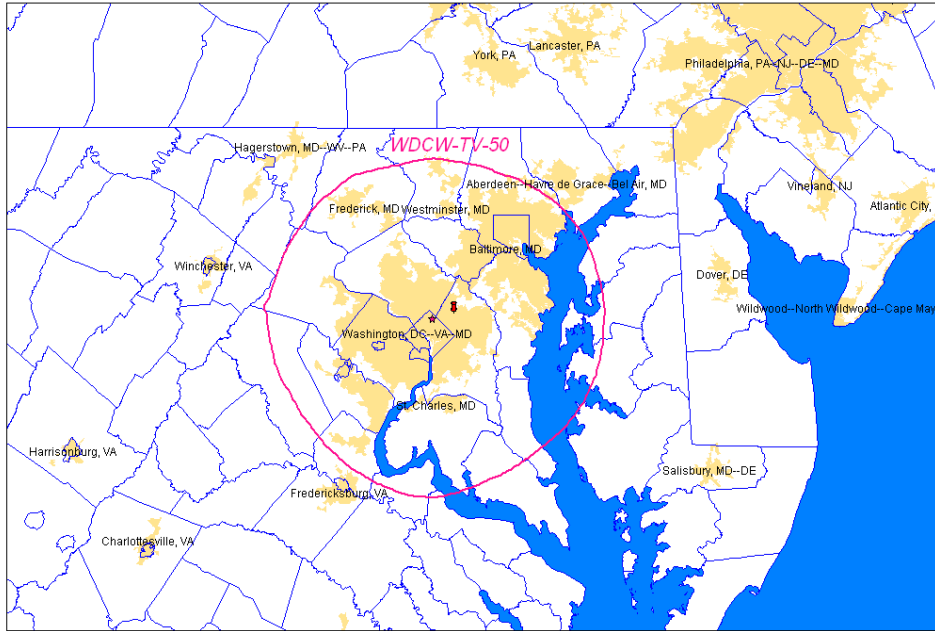 Lancaster, PA
York, PA
Philadelphia, PA--NJ--DE--MD
WDCW-TV-50
Hagerstown, MD--WV--PA
Aberdeen--Havre de Grace--Bel Air, MD
Vineland, NJ
Frederick, MD
Westminster, MD
Atlantic City,
Baltimore, MD
Winchester, VA
Dover, DE
Wildwood--North Wildwood--Cape May
Washington, DC--VA--MD
St. Charles, MD
Harrisonburg, VA
Salisbury, MD--DE
Fredericksburg, VA
Charlottesville, VA